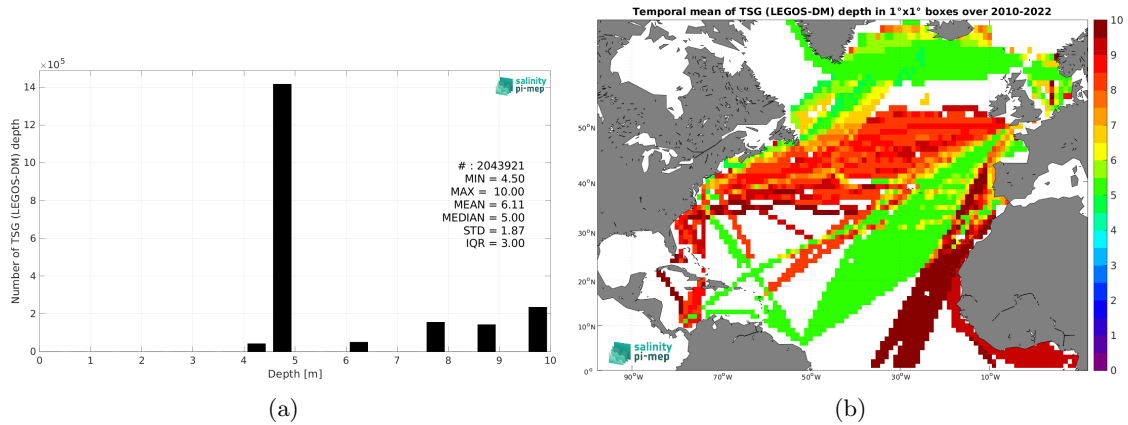 ×10⁵
14
12
10
8
6
4
2
0
Number of TSG (LEGOS-DM) depth
salinity
pi-mep
# : 2043921
MIN = 4.50
MAX = 10.00
MEAN = 6.11
MEDIAN = 5.00
STD = 1.87
IQR = 3.00
0 1 2 3 4 5 6 7 8 9 10
Depth [m]
(a)
Temporal mean of TSG (LEGOS-DM) depth in 1°x1° boxes over 2010-2022
50°N
40°N
30°N
20°N
10°N
0°
90°W 70°W 50°W 30°W 10°W
salinity
pi-mep
10
9
8
7
6
5
4
3
2
1
0
(b)